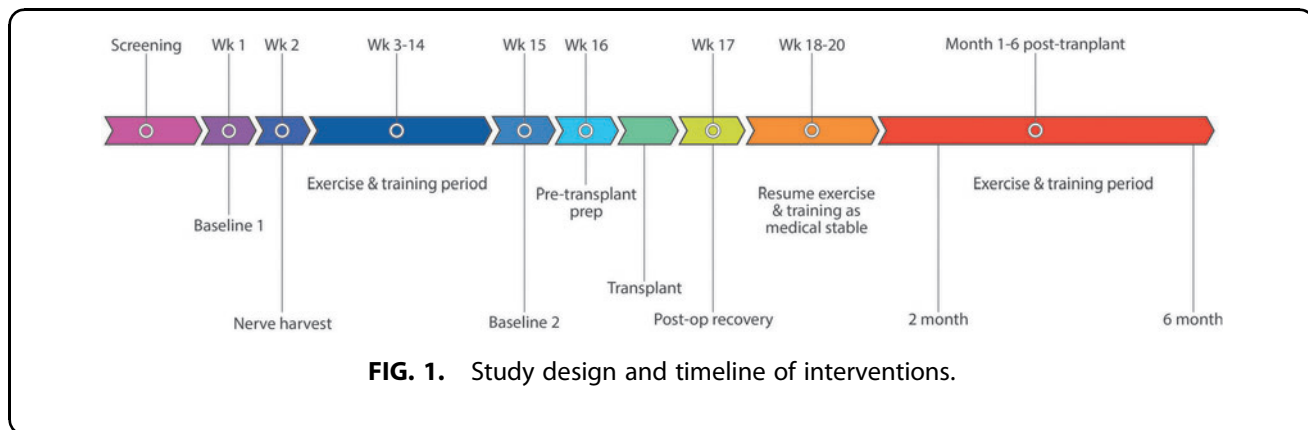 Screening Wk 1 Wk 2 Wk 3-14 Wk 15 Wk 16 Wk 17 Wk 18-20 Month 1-6 post-tranplant
Exercise & training period
Baseline 1
Nerve harvest
Baseline 2
Pre-transplant
prep
Transplant
Post-op recovery
Resume exercise
& training as
medical stable
Exercise & training period
2 month
6 month
FIG. 1. Study design and timeline of interventions.